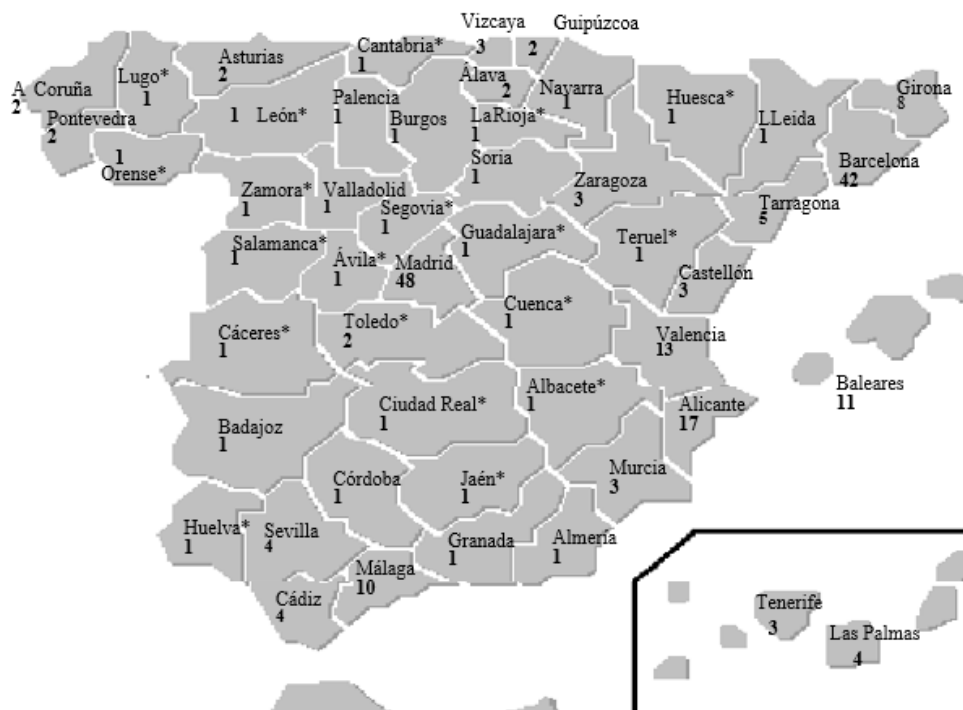 Vizcaya
3
Guipúzcoa
2
Cantabria*
1
Asturias
2
A Coruña
2
Lugo*
1
Álava
2
Navarra
1
Huesca*
1
LLeida
1
Girona
8
Pontevedra
2
1 León*
Palencia
1
Burgos
1
LaRioja*
1
1
Orense*
Soria
1
Zaragoza
3
Barcelona
42
Tarragona
5
Zamora*
1
Valladolid
1
Segovia*
1
Guadalajara*
1
Teruel*
1
Salamanca*
1
Ávila*
1
Madrid
48
Castellón
3
Cáceres*
1
Toledo*
2
Cuenca*
1
Valencia
13
Baleares
11
Badajoz
1
Ciudad Real*
1
Albacete*
1
Alicante
17
Córdoba
1
Jaén*
1
Murcia
3
Huelva*
1
Sevilla
4
Granada
1
Almería
1
Málaga
10
Cádiz
4
Tenerife
3
Las Palmas
4